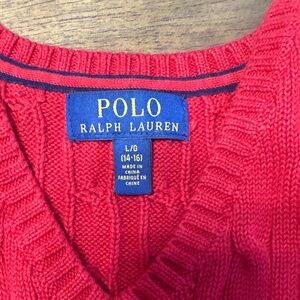 POLO
RALPH LAUREN
L/G
(14-16)
MADE IN
CHINA
FABRIQUÉ EN
CHINE